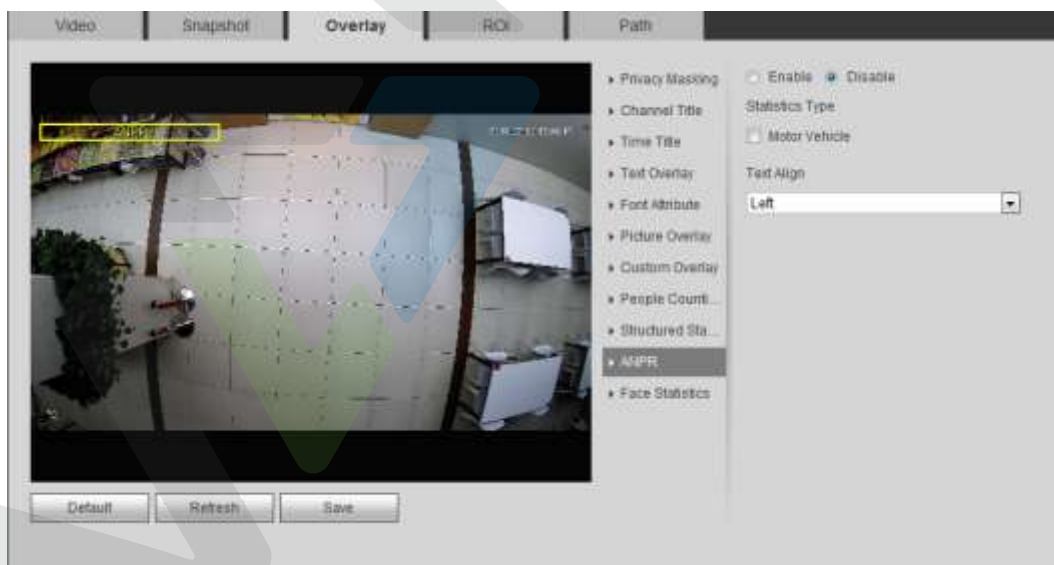 Video
Snapshot
Overlay
ROI
Path
ANPR
Privacy Masking
Channel Title
Time Title
Text Overlay
Font Attribute
Picture Overlay
Custom Overlay
People Counti...
Structured Sta...
ANPR
Face Statistics
Enable
Disable
Statistics Type
Motor Vehicle
Text Align
Left
Default
Refresh
Save